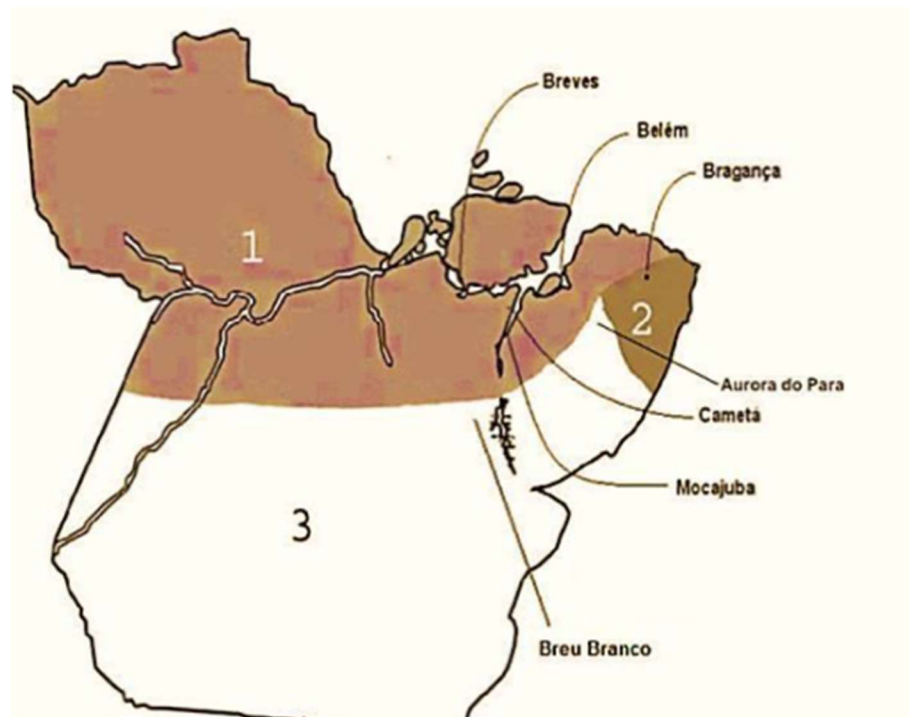 Breves
Belém
Bragança
1
2
Aurora do Para
Cametá
Mocajuba
3
Breu Branco